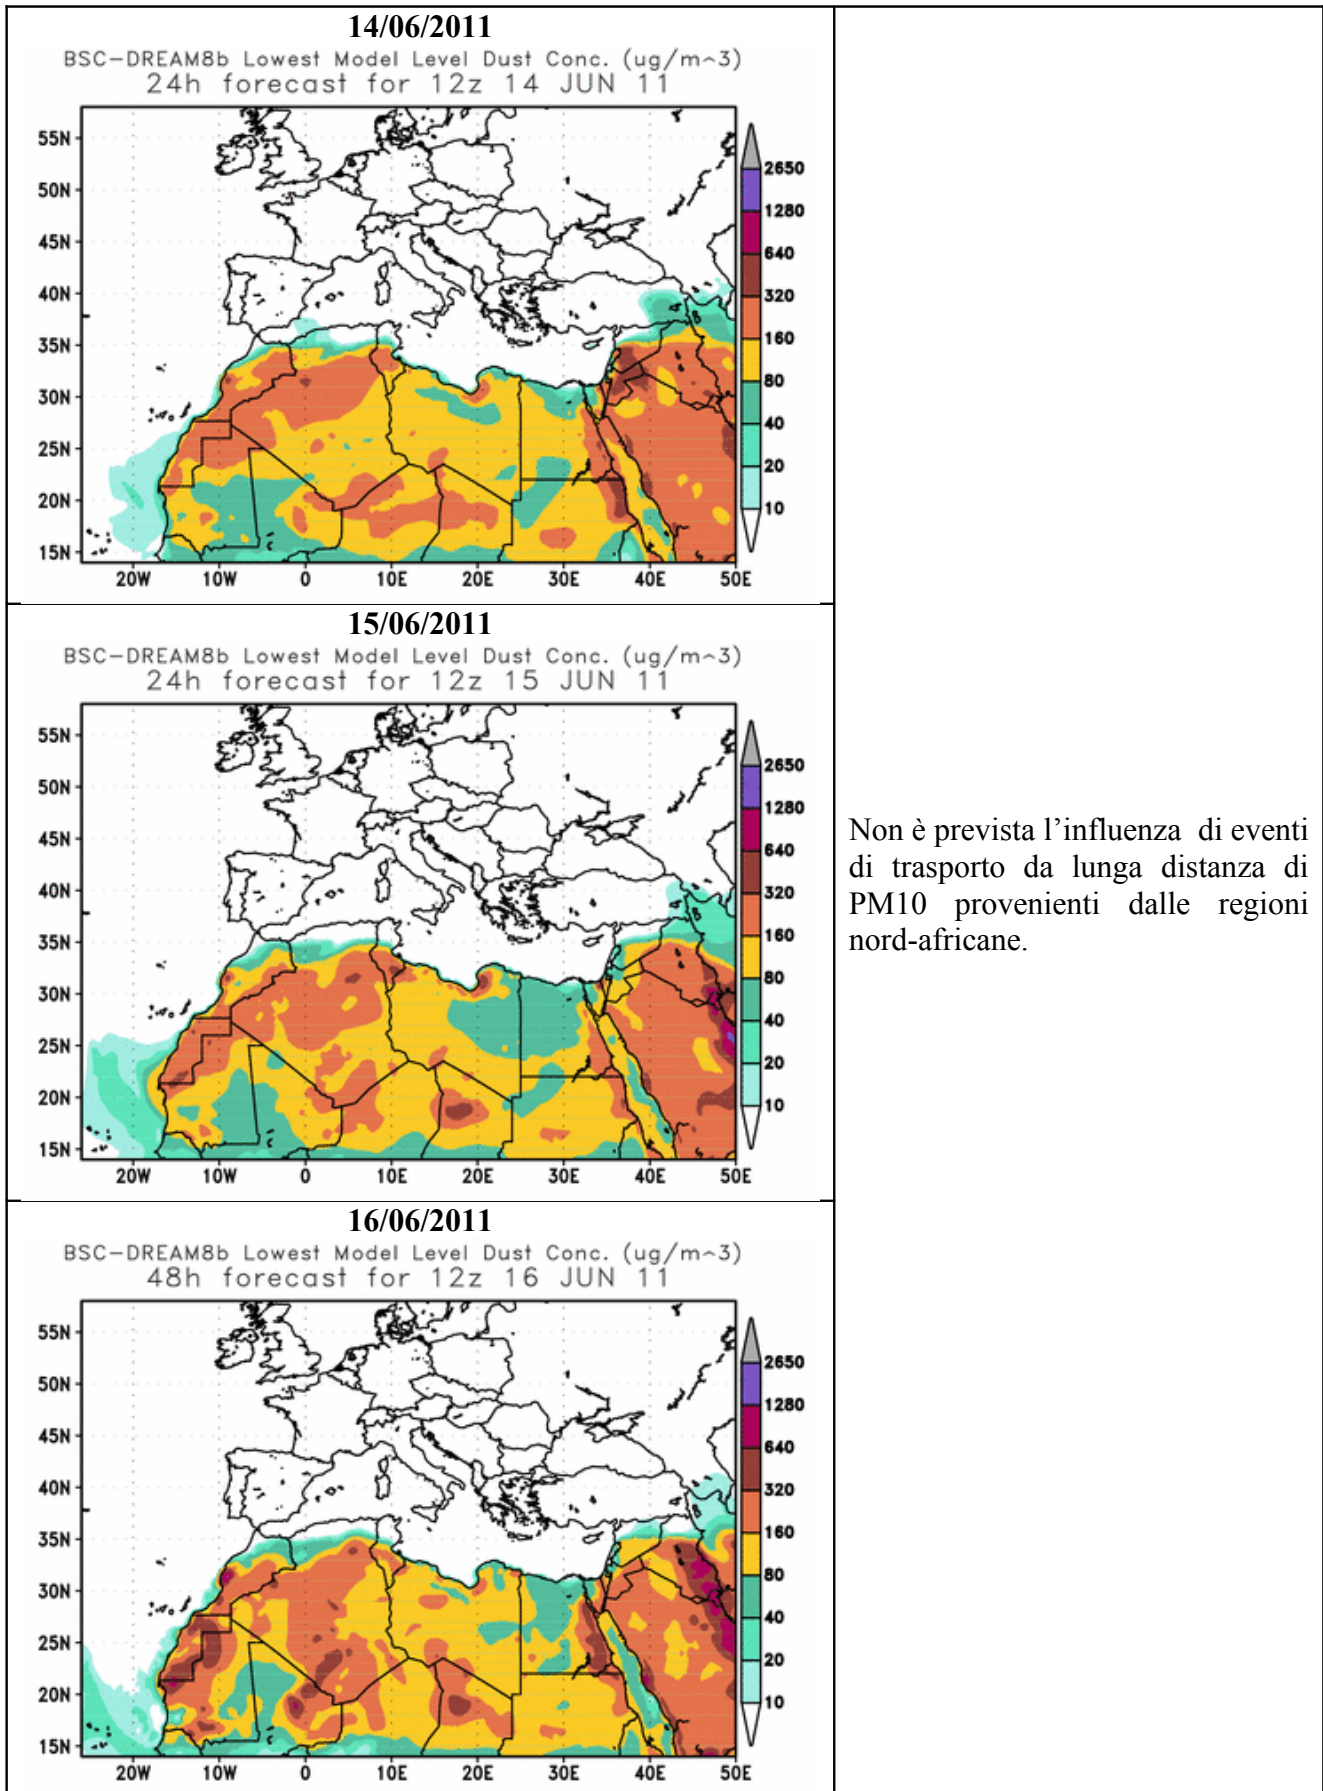 14/06/2011
BSC-DREAM8b Lowest Model Level Dust Conc. (ug/m^3)
24h forecast for 12z 14 JUN 11
55N
50N
45N
40N
35N
30N
25N
20N
15N
20W 10W 0 10E 20E 30E 40E 50E
2650
1280
640
320
160
80
40
20
10
15/06/2011
BSC-DREAM8b Lowest Model Level Dust Conc. (ug/m^3)
24h forecast for 12z 15 JUN 11
55N
50N
45N
40N
35N
30N
25N
20N
15N
20W 10W 0 10E 20E 30E 40E 50E
2650
1280
640
320
160
80
40
20
10
Non è prevista l’influenza di eventi
di trasporto da lunga distanza di
PM10 provenienti dalle regioni
nord-africane.
16/06/2011
BSC-DREAM8b Lowest Model Level Dust Conc. (ug/m^3)
48h forecast for 12z 16 JUN 11
55N
50N
45N
40N
35N
30N
25N
20N
15N
20W 10W 0 10E 20E 30E 40E 50E
2650
1280
640
320
160
80
40
20
10